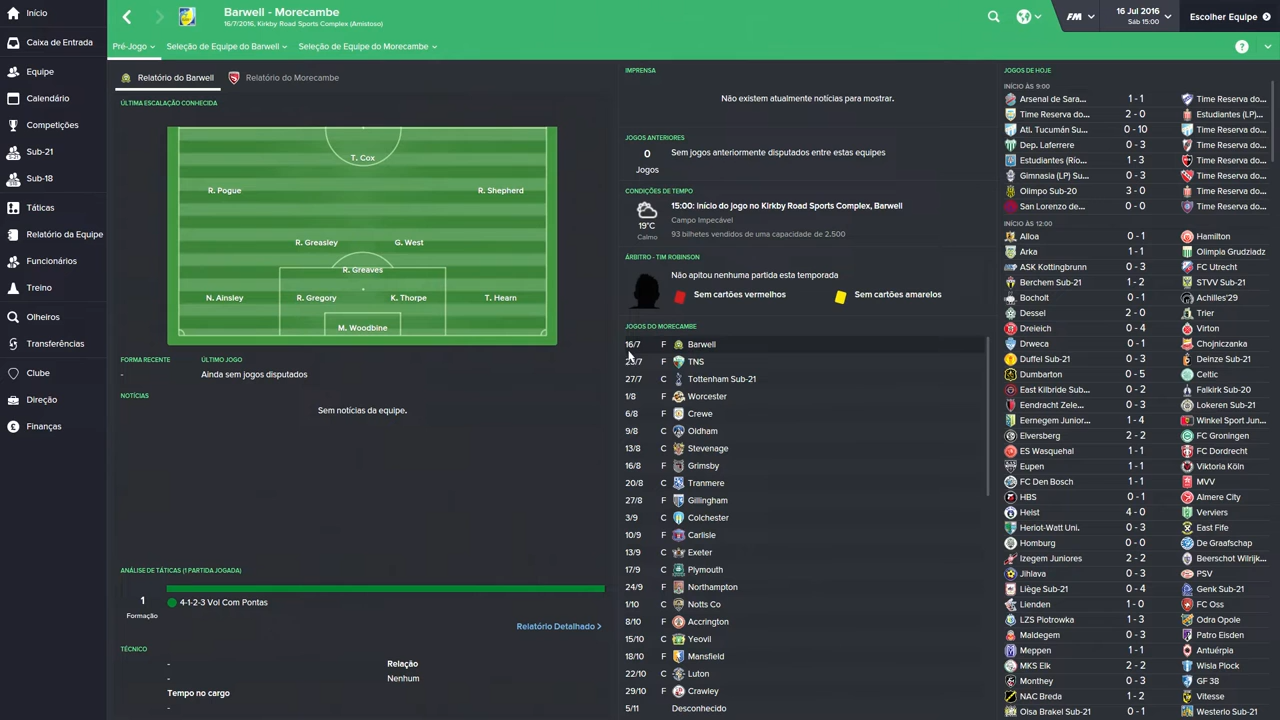 Início
Caixa de Entrada
Equipe
Calendário
Competições
Sub-21
Sub-18
Táticas
Relatório da Equipe
Funcionários
Treino
Olheiros
Transferências
Clube
Direção
Finanças
Barwell - Morecambe
16/7/2016, Kirkby Road Sports Complex (Amistoso)
FM
16 Jul 2016
Sáb 15:00
Escolher Equipe
Pré-Jogo
Seleção de Equipe do Barwell
Seleção de Equipe do Morecambe
?
Relatório do Barwell
Relatório do Morecambe
ÚLTIMA ESCALAÇÃO CONHECIDA
T. Cox
R. Pogue
R. Shepherd
R. Greasley
G. West
R. Greaves
N. Ainsley
R. Gregory
K. Thorpe
T. Hearn
M. Woodbine
FORMA RECENTE
-
ÚLTIMO JOGO
Ainda sem jogos disputados
NOTÍCIAS
Sem notícias da equipe.
ANÁLISE DE TÁTICAS (1 PARTIDA JOGADA)
1
Formação
4-1-2-3 Vol Com Pontas
Relatório Detalhado >
TÉCNICO
-
-
Tempo no cargo
-
Relação
Nenhum
IMPRENSA
Não existem atualmente notícias para mostrar.
JOGOS ANTERIORES
0
Jogos
Sem jogos anteriormente disputados entre estas equipes
CONDIÇÕES DE TEMPO
19°C
Calmo
15:00: Início do jogo no Kirkby Road Sports Complex, Barwell
Campo Impecável
93 bilhetes vendidos de uma capacidade de 2.500
ÁRBITRO - TIM ROBINSON
Não apitou nenhuma partida esta temporada
Sem cartões vermelhos
Sem cartões amarelos
JOGOS DO MORECAMBE
16/7 F Barwell
F TNS
27/7 C Tottenham Sub-21
1/8 F Worcester
6/8 F Crewe
9/8 C Oldham
13/8 C Stevenage
16/8 F Grimsby
20/8 C Tranmere
27/8 F Gillingham
3/9 C Colchester
10/9 F Carlisle
13/9 C Exeter
17/9 C Plymouth
24/9 F Northampton
1/10 C Notts Co
8/10 F Accrington
15/10 C Yeovil
18/10 F Mansfield
22/10 C Luton
29/10 F Crawley
5/11 Desconhecido
JOGOS DE HOJE
INÍCIO ÀS 9:00
Arsenal de Sara... 1 - 1 Time Reserva do...
Time Reserva do... 2 - 0 Estudiantes (LP)...
Atl. Tucumán Su... 0 - 10 Time Reserva do...
Dep. Laferrere 0 - 3 Time Reserva do...
Estudiantes (Río... 1 - 3 Time Reserva do...
Gimnasia (LP) Su... 0 - 3 Time Reserva do...
Olimpo Sub-20 3 - 0 Time Reserva do...
San Lorenzo de... 0 - 0 Time Reserva do...
INÍCIO ÀS 12:00
Alloa 0 - 1 Hamilton
Arka 1 - 1 Olimpia Grudziadz
ASK Kottingbrunn 0 - 3 FC Utrecht
Berchem Sub-21 1 - 2 STVV Sub-21
Bocholt 0 - 1 Achilles'29
Dessel 2 - 0 Trier
Dreieich 0 - 4 Virton
Drweca 0 - 1 Chojniczanka
Duffel Sub-21 0 - 3 Deinze Sub-21
Dumbarton 0 - 5 Celtic
East Kilbride Sub... 0 - 2 Falkirk Sub-20
Eendracht Zele... 0 - 3 Lokeren Sub-21
Eernegem Junior... 1 - 4 Winkel Sport Jun...
Elversberg 2 - 2 FC Groningen
ES Wasquehal 1 - 1 FC Dordrecht
Eupen 1 - 1 Viktoria Köln
FC Den Bosch 1 - 1 MVV
HBS 0 - 1 Almere City
Heist 4 - 0 Verviers
Heriot-Watt Uni. 0 - 3 East Fife
Homburg 0 - 0 De Graafschap
Izegem Juniores 2 - 2 Beerschot Wilrijk...
Jihlava 0 - 3 PSV
Liège Sub-21 0 - 4 Genk Sub-21
Lienden 1 - 0 FC Oss
LZS Piotrowka 1 - 3 Odra Opole
Maldegem 0 - 3 Patro Eisden
Meppen 1 - 1 Antuérpia
MKS Elk 2 - 2 Wisla Plock
Monthey 0 - 3 GF 38
NAC Breda 1 - 2 Vitesse
Olsa Brakel Sub-21 0 - 1 Westerlo Sub-21